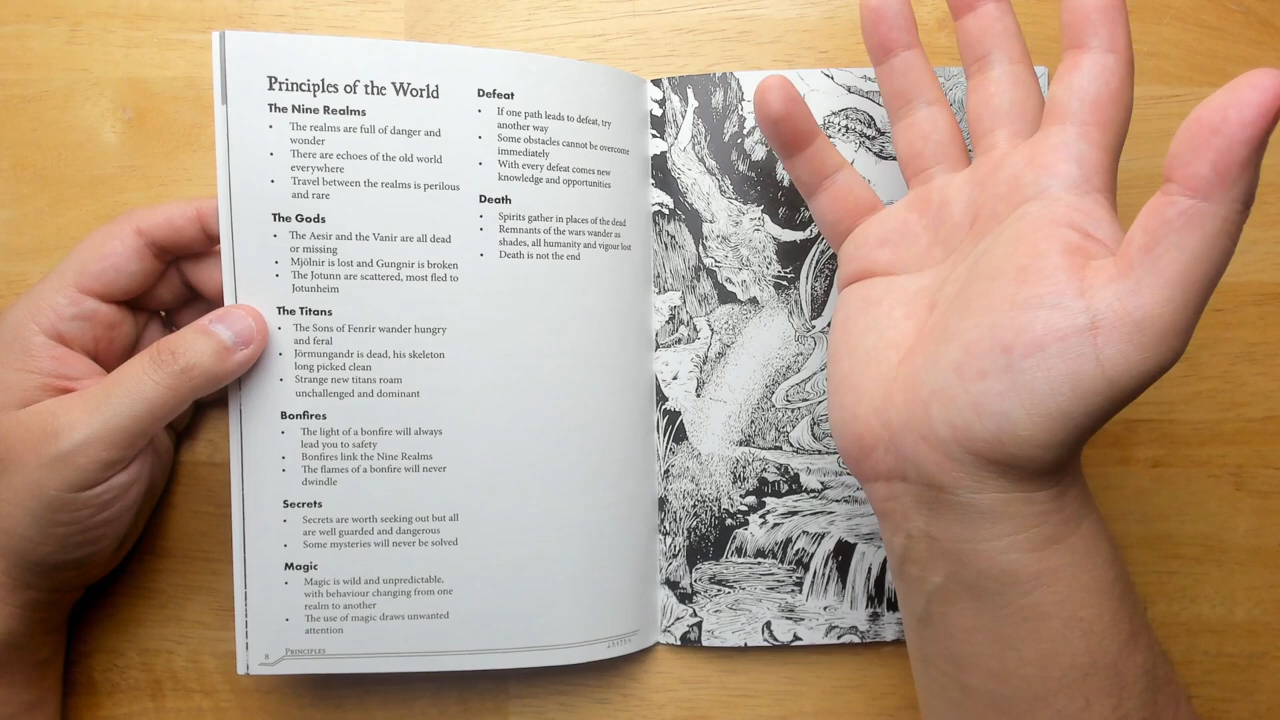 Principles of the World
The Nine Realms
• The realms are full of danger and
wonder
• There are echoes of the old world
everywhere
• Travel between the realms is perilous
and rare
The Gods
• The Aesir and the Vanir are all dead
or missing
• Mjölnir is lost and Gungnir is broken
• The Jotunn are scattered, most fled to
Jotunheim
The Titans
• The Sons of Fenrir wander hungry
and feral
• Jörmungandr is dead, his skeleton
long picked clean
• Strange new titans roam
unchallenged and dominant
Bonfires
• The light of a bonfire will always
lead you to safety
• Bonfires link the Nine Realms
• The flames of a bonfire will never
dwindle
Secrets
• Secrets are worth seeking out but all
are well guarded and dangerous
• Some mysteries will never be solved
Magic
• Magic is wild and unpredictable,
with behaviour changing from one
realm to another
• The use of magic draws unwanted
attention
Defeat
• If one path leads to defeat, try
another way
• Some obstacles cannot be overcome
immediately
• With every defeat comes new
knowledge and opportunities
Death
• Spirits gather in places of the dead
• Remnants of the wars wander as
shades, all humanity and vigour lost
• Death is not the end
8 Principles